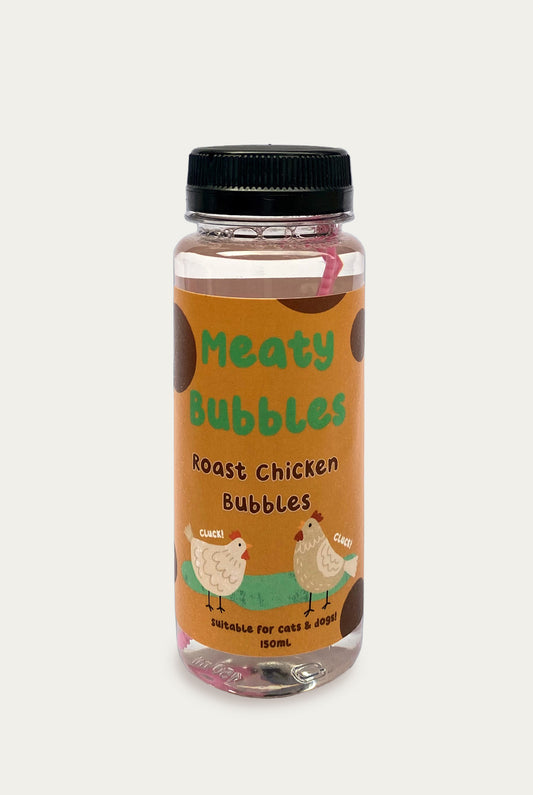 Meaty
Bubbles
Roast Chicken
Bubbles
CLUCK!
CLUCK!
suitable for cats & dogs!
150ml